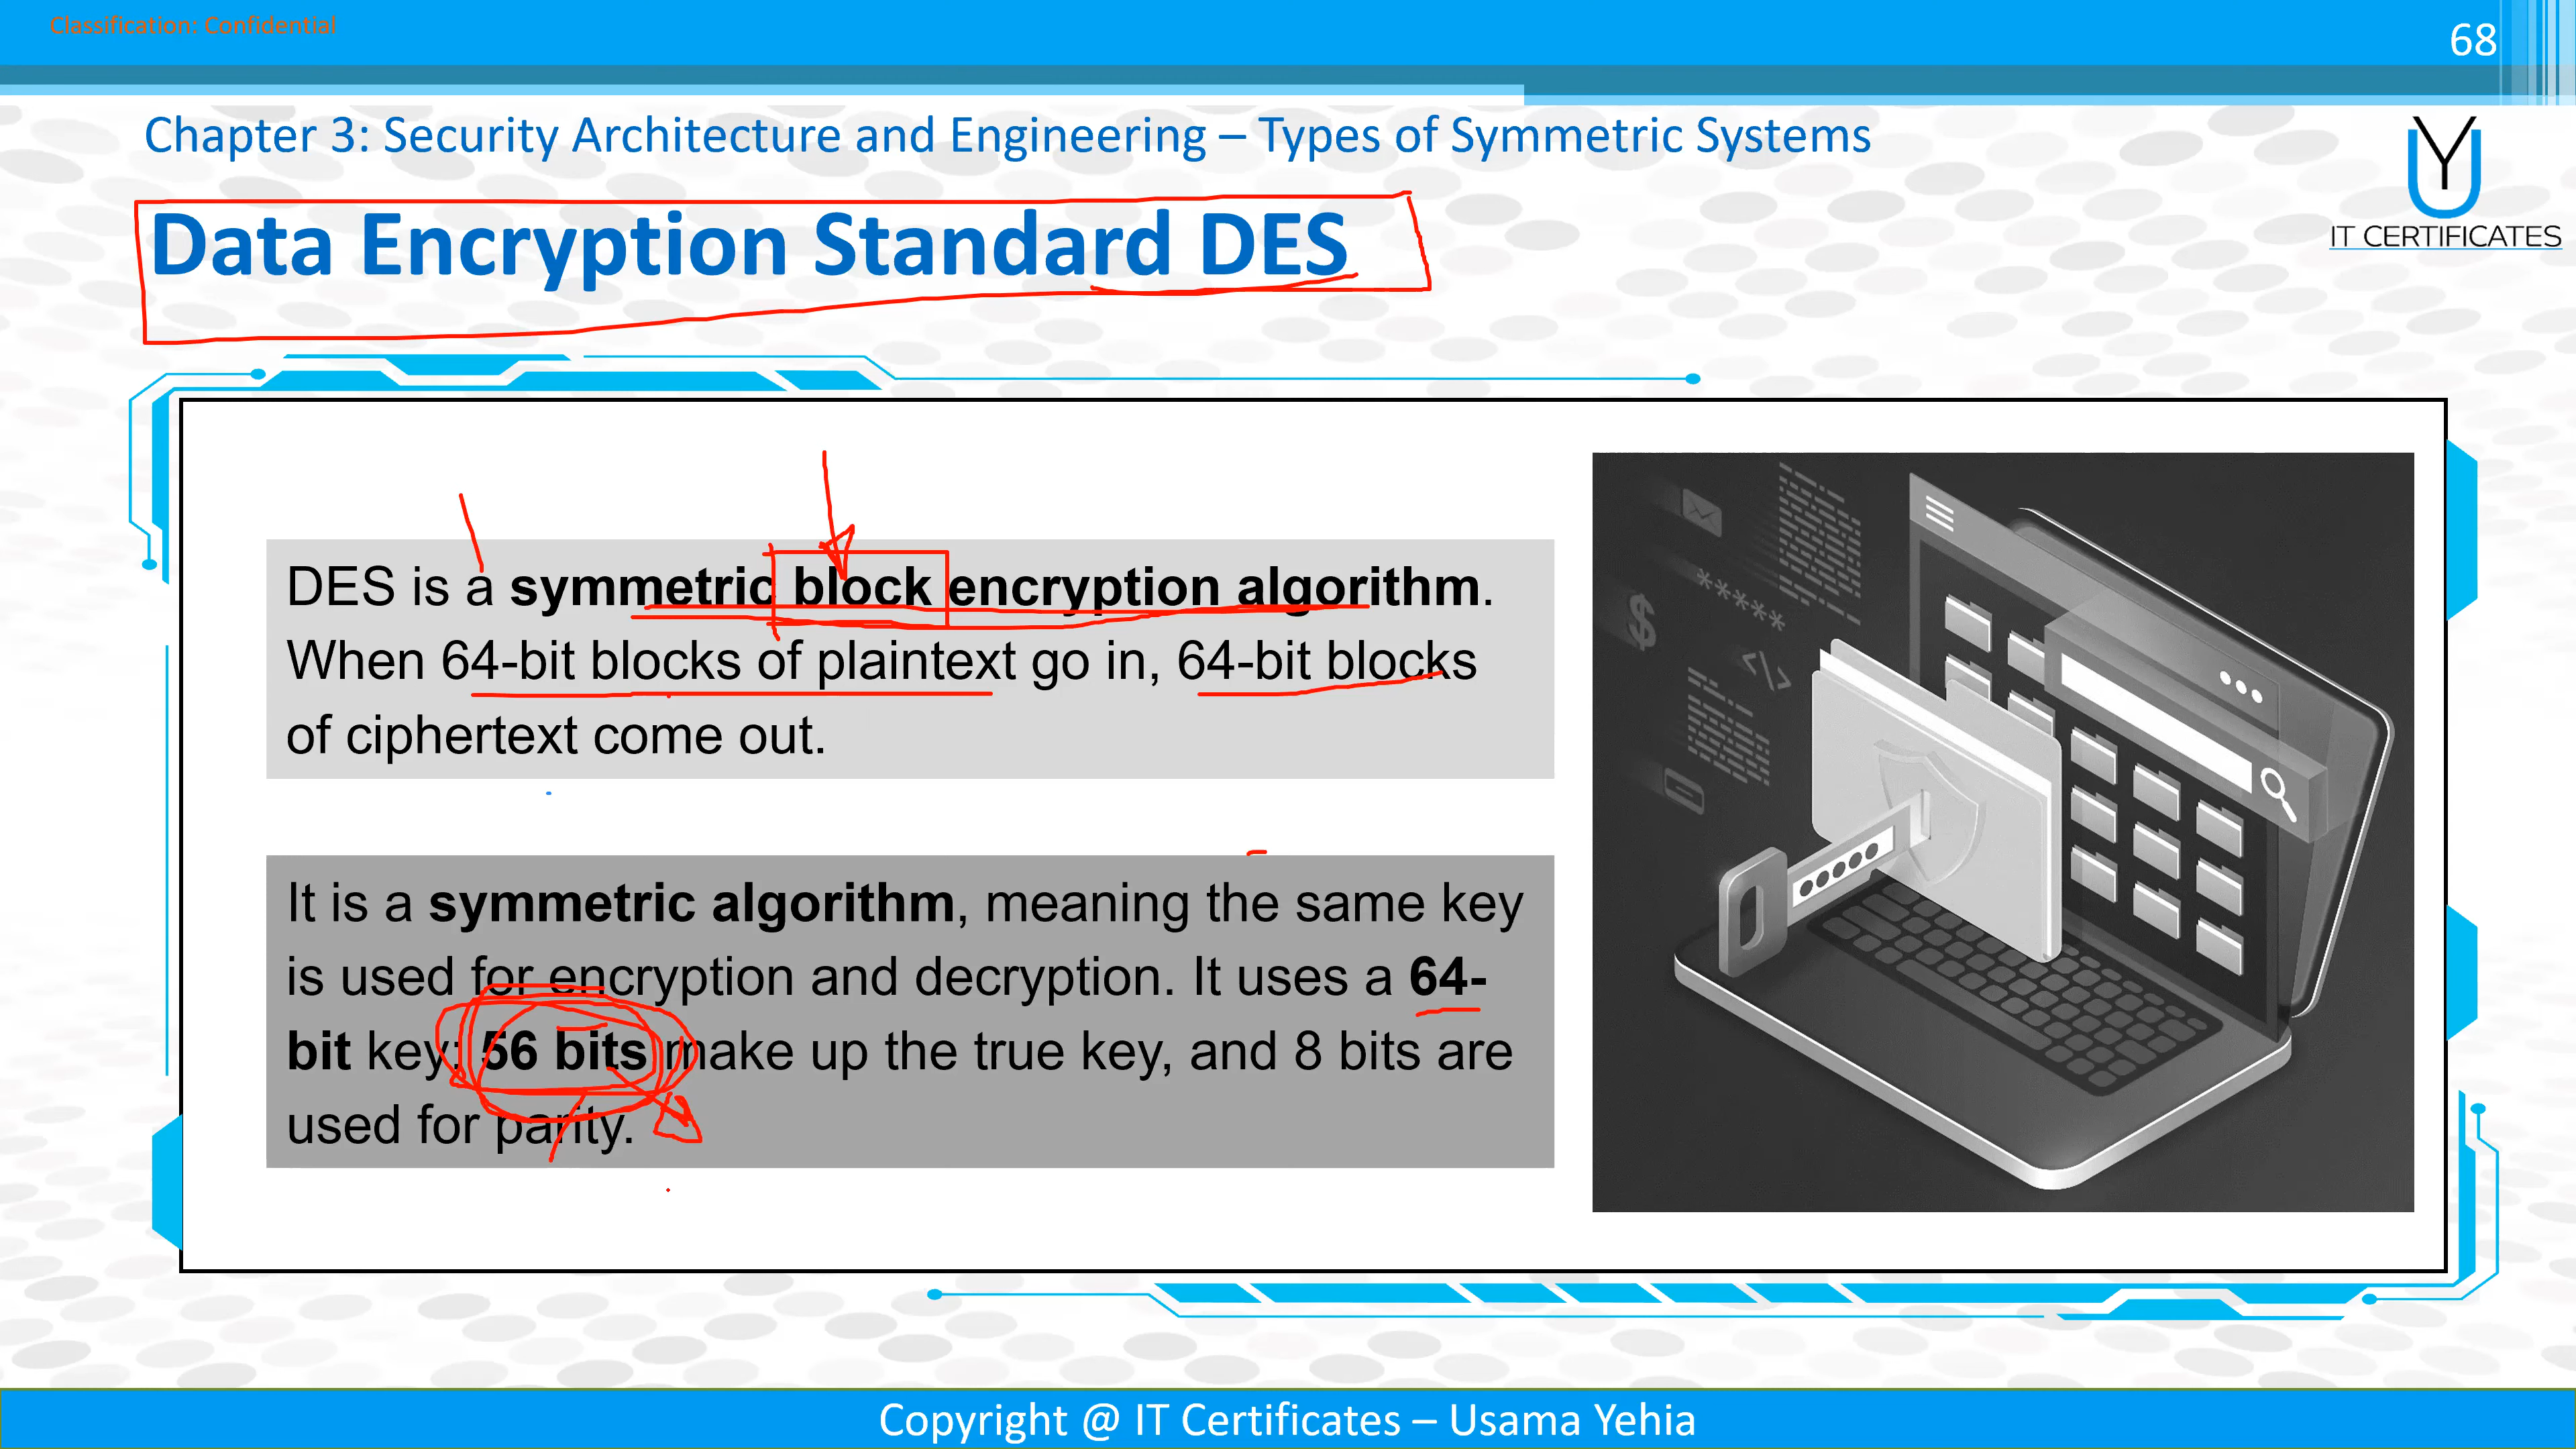 Classification: Confidential
68
Chapter 3: Security Architecture and Engineering – Types of Symmetric Systems
Data Encryption Standard DES
IT CERTIFICATES
DES is a symmetric block encryption algorithm.
When 64-bit blocks of plaintext go in, 64-bit blocks
of ciphertext come out.
It is a symmetric algorithm, meaning the same key
is used for encryption and decryption. It uses a 64-
bit key: 56 bits make up the true key, and 8 bits are
used for parity.
Copyright @ IT Certificates – Usama Yehia